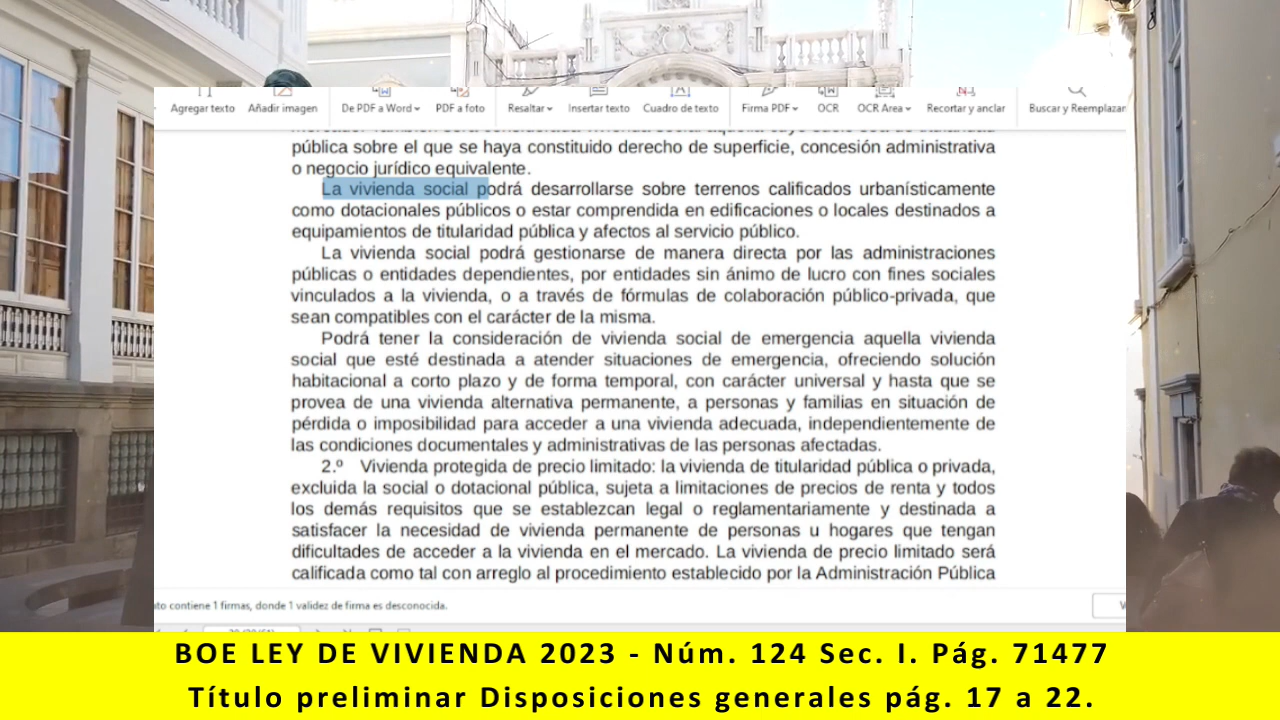 Agregar texto Añadir imagen De PDF a Word PDF a foto Resaltar Insertar texto Cuadro de texto Firma PDF OCR OCR Area Recortar y anclar Buscar y Reemplazar
pública sobre el que se haya constituido derecho de superficie, concesión administrativa
o negocio jurídico equivalente.
La vivienda social podrá desarrollarse sobre terrenos calificados urbanísticamente
como dotacionales públicos o estar comprendida en edificaciones o locales destinados a
equipamientos de titularidad pública y afectos al servicio público.
La vivienda social podrá gestionarse de manera directa por las administraciones
públicas o entidades dependientes, por entidades sin ánimo de lucro con fines sociales
vinculados a la vivienda, o a través de fórmulas de colaboración público-privada, que
sean compatibles con el carácter de la misma.
Podrá tener la consideración de vivienda social de emergencia aquella vivienda
social que esté destinada a atender situaciones de emergencia, ofreciendo solución
habitacional a corto plazo y de forma temporal, con carácter universal y hasta que se
provea de una vivienda alternativa permanente, a personas y familias en situación de
pérdida o imposibilidad para acceder a una vivienda adecuada, independientemente de
las condiciones documentales y administrativas de las personas afectadas.
2.º Vivienda protegida de precio limitado: la vivienda de titularidad pública o privada,
excluida la social o dotacional pública, sujeta a limitaciones de precios de renta y todos
los demás requisitos que se establezcan legal o reglamentariamente y destinada a
satisfacer la necesidad de vivienda permanente de personas u hogares que tengan
dificultades de acceder a la vivienda en el mercado. La vivienda de precio limitado será
calificada como tal con arreglo al procedimiento establecido por la Administración Pública
contiene 1 firmas, donde 1 validez de firma es desconocida.
BOE LEY DE VIVIENDA 2023 - Núm. 124 Sec. I. Pág. 71477
Título preliminar Disposiciones generales pág. 17 a 22.